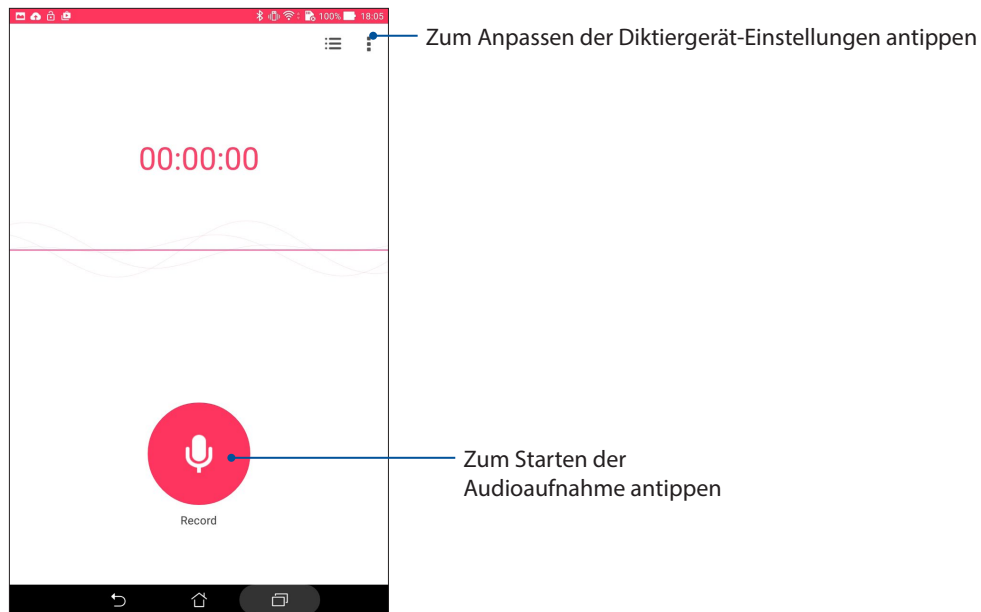 100% 18:05
Zum Anpassen der Diktiergerät-Einstellungen antippen
00:00:00
Zum Starten der
Audioaufnahme antippen
Record